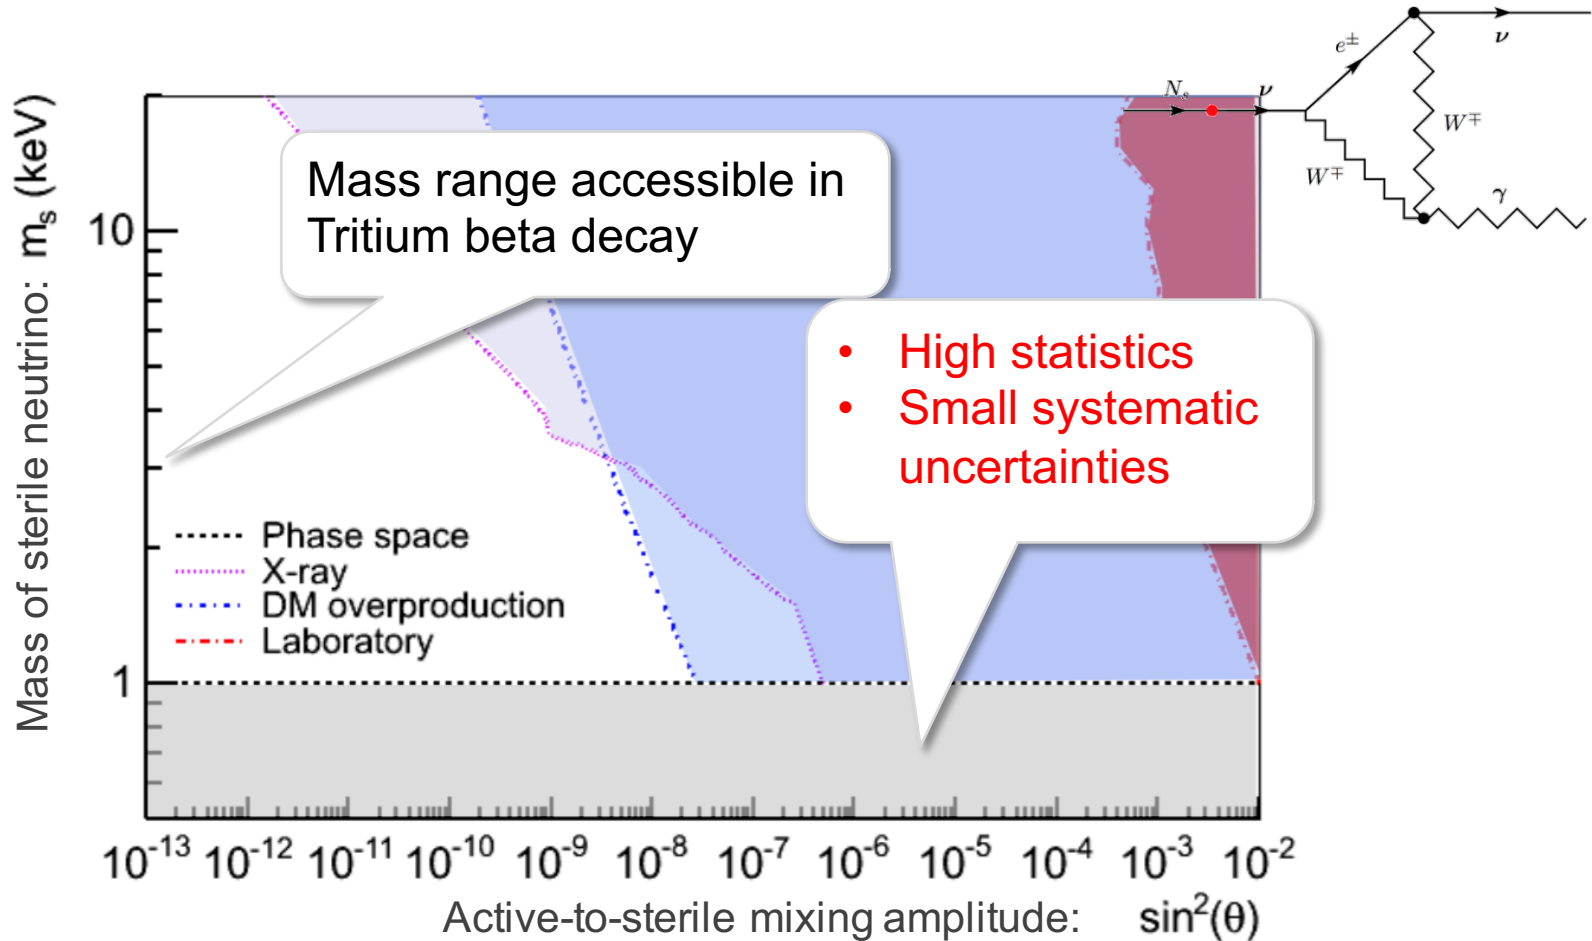 e±
ν
N_s
ν
W∓
W∓
γ
Mass of sterile neutrino: m_s (keV)
10
1
Mass range accessible in
Tritium beta decay
• High statistics
• Small systematic
uncertainties
Phase space
X-ray
DM overproduction
Laboratory
10^-13 10^-12 10^-11 10^-10 10^-9 10^-8 10^-7 10^-6 10^-5 10^-4 10^-3 10^-2
Active-to-sterile mixing amplitude: sin²(θ)